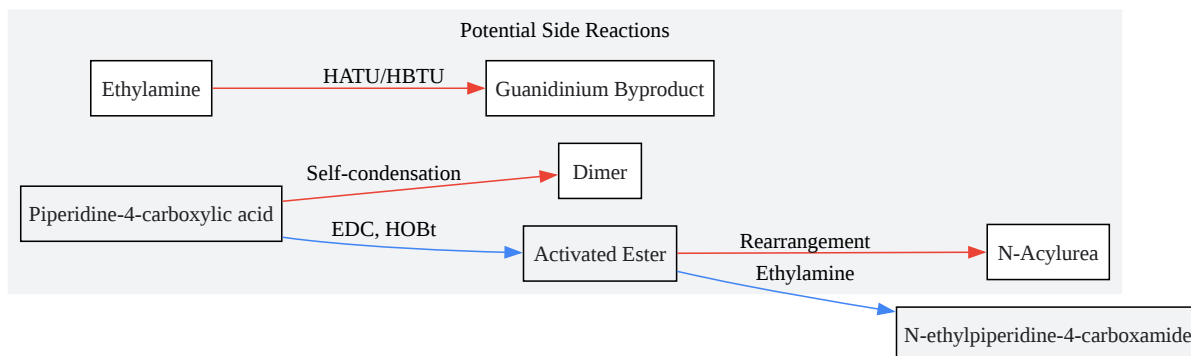 Potential Side Reactions
Ethylamine
HATU/HBTU
Guanidinium Byproduct
Self-condensation
Dimer
Piperidine-4-carboxylic acid
EDC, HOBt
Activated Ester
Rearrangement
N-Acylurea
Ethylamine
N-ethylpiperidine-4-carboxamide